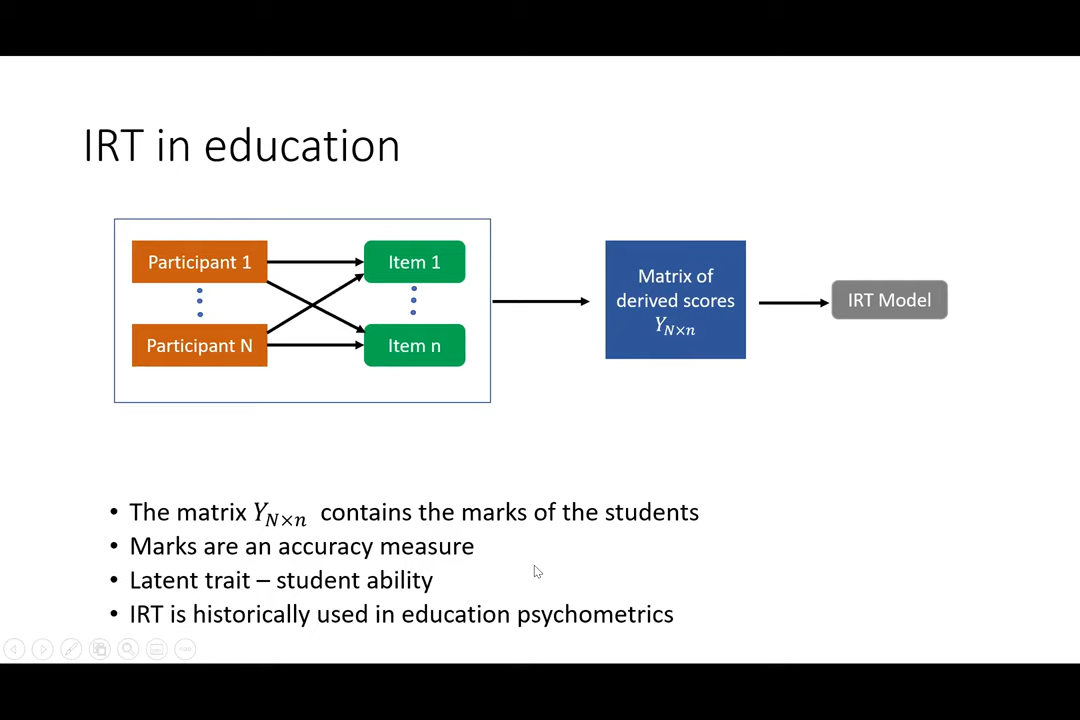 IRT in education
Participant 1
Item 1
Participant N
Item n
Matrix of
derived scores
Y_{N×n}
IRT Model
• The matrix Y_{N×n} contains the marks of the students
• Marks are an accuracy measure
• Latent trait – student ability
• IRT is historically used in education psychometrics